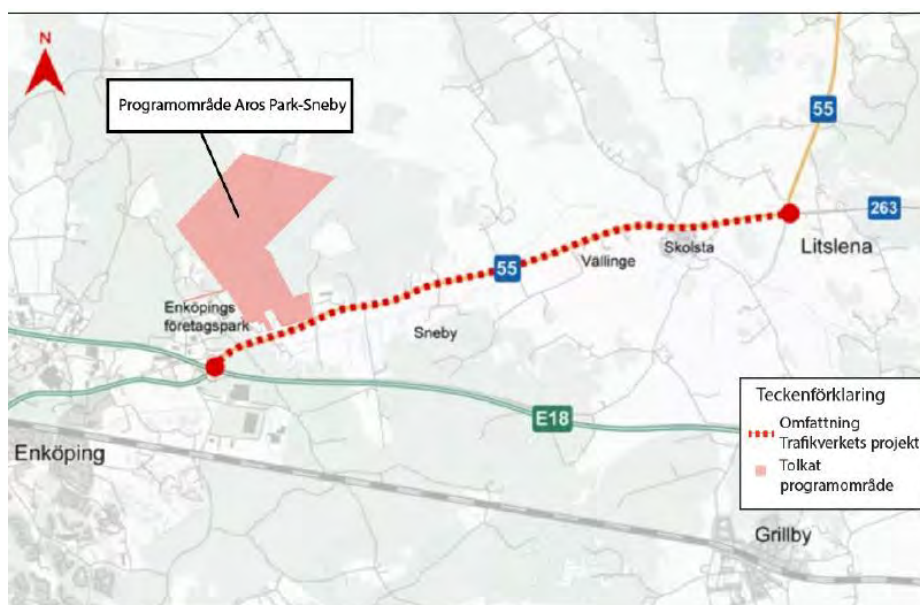 N
Programområde Aros Park-Sneby
55
263
Litslena
Skolsta
Vällinge
55
Enköpings
företagspark
Sneby
E18
Enköping
Grillby
Teckenförklaring
Omfattning
Trafikverkets projekt
Tolkat
programområde